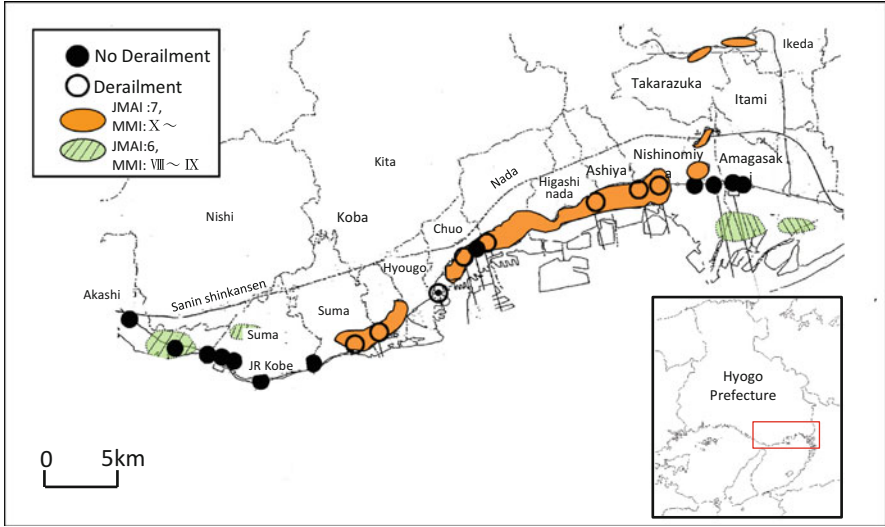 No Derailment
Derailment
JMAI :7,
MMI: Ⅹ～
JMAI:6,
MMI: Ⅷ～ Ⅸ
Ikeda
Takarazuka
Itami
Kita
Nada
Nishinomiy
a
Amagasak
i
Ashiya
Higashi
nada
Nishi
Koba
Chuo
Hyougo
Akashi
Sanin shinkansen
Suma
Suma
JR Kobe
Hyogo
Prefecture
0 5km